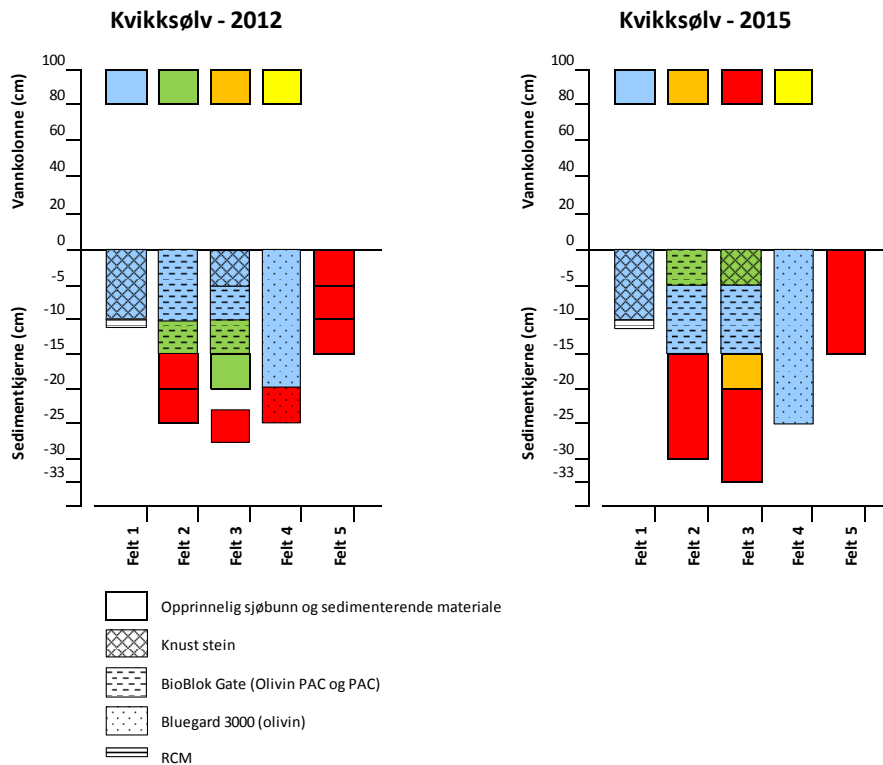 Kvikksølv - 2012
Vannkolonne (cm)
100
80
60
40
20
0
Sedimentkjerne (cm)
-5
-10
-15
-20
-25
-30
-33
Felt 1
Felt 2
Felt 3
Felt 4
Felt 5
Kvikksølv - 2015
Vannkolonne (cm)
100
80
60
40
20
0
Sedimentkjerne (cm)
-5
-10
-15
-20
-25
-30
-33
Felt 1
Felt 2
Felt 3
Felt 4
Felt 5
Opprinnelig sjøbunn og sedimenterende materiale
Knust stein
BioBlok Gate (Olivin PAC og PAC)
Bluegard 3000 (olivin)
RCM